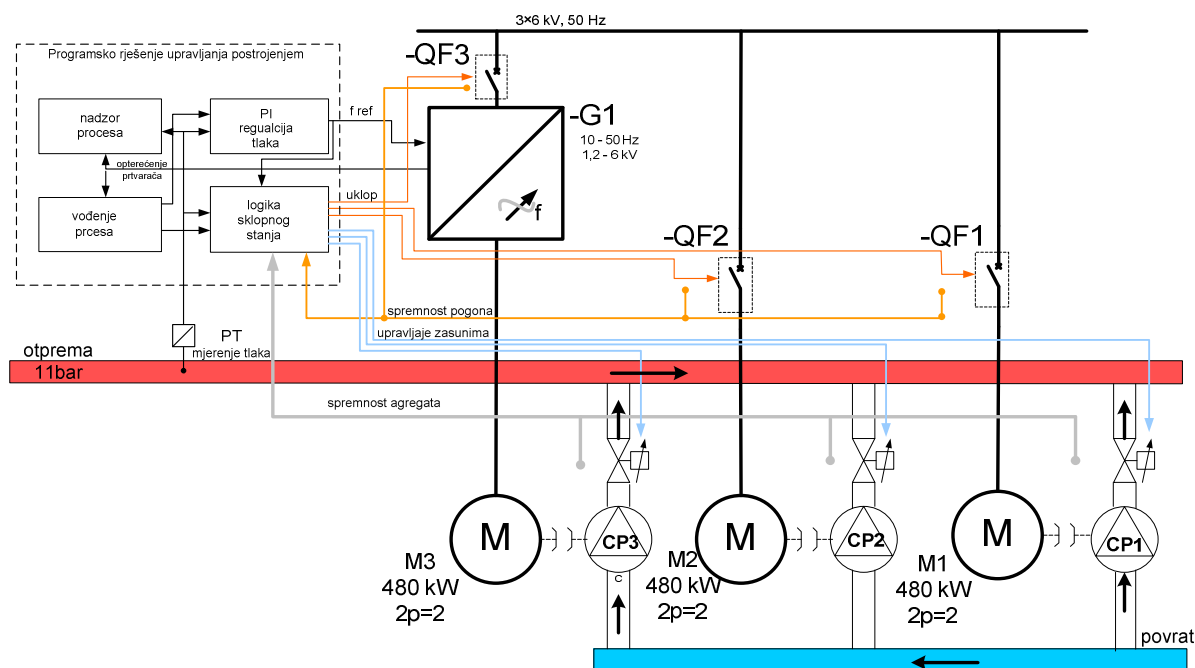 3×6 kV, 50 Hz
Programsko rješenje upravljanja postrojenjem
-QF3
nadzor
procesa
PI
regualcija
tlaka
f ref
-G1
10 - 50 Hz
1,2 - 6 kV
opterećenje
prtvarača
vođenje
prcesa
logika
sklopnog
stanja
uklop
f
-QF2
-QF1
spremnost pogona
upravljaje zasunima
PT
mjerenje tlaka
otprema
11bar
spremnost agregata
M
CP3
M
CP2
M
CP1
M3
480 kW
2p=2
C
M2
480 kW
2p=2
M1
480 kW
2p=2
povrat